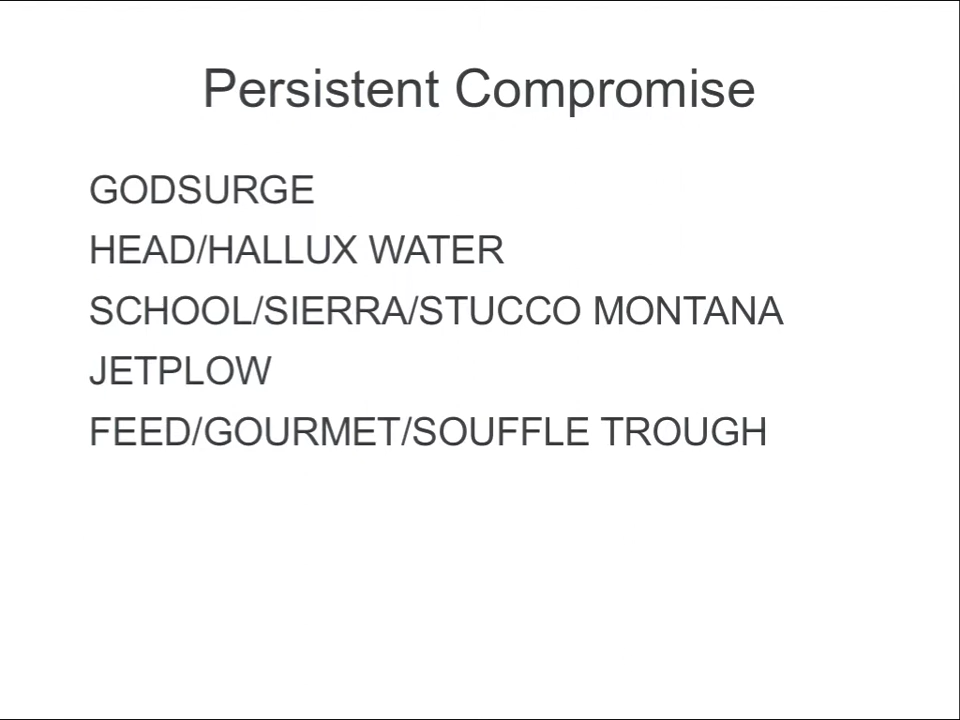 Persistent Compromise
GODSURGE
HEAD/HALLUX WATER
SCHOOL/SIERRA/STUCCO MONTANA
JETPLOW
FEED/GOURMET/SOUFFLE TROUGH